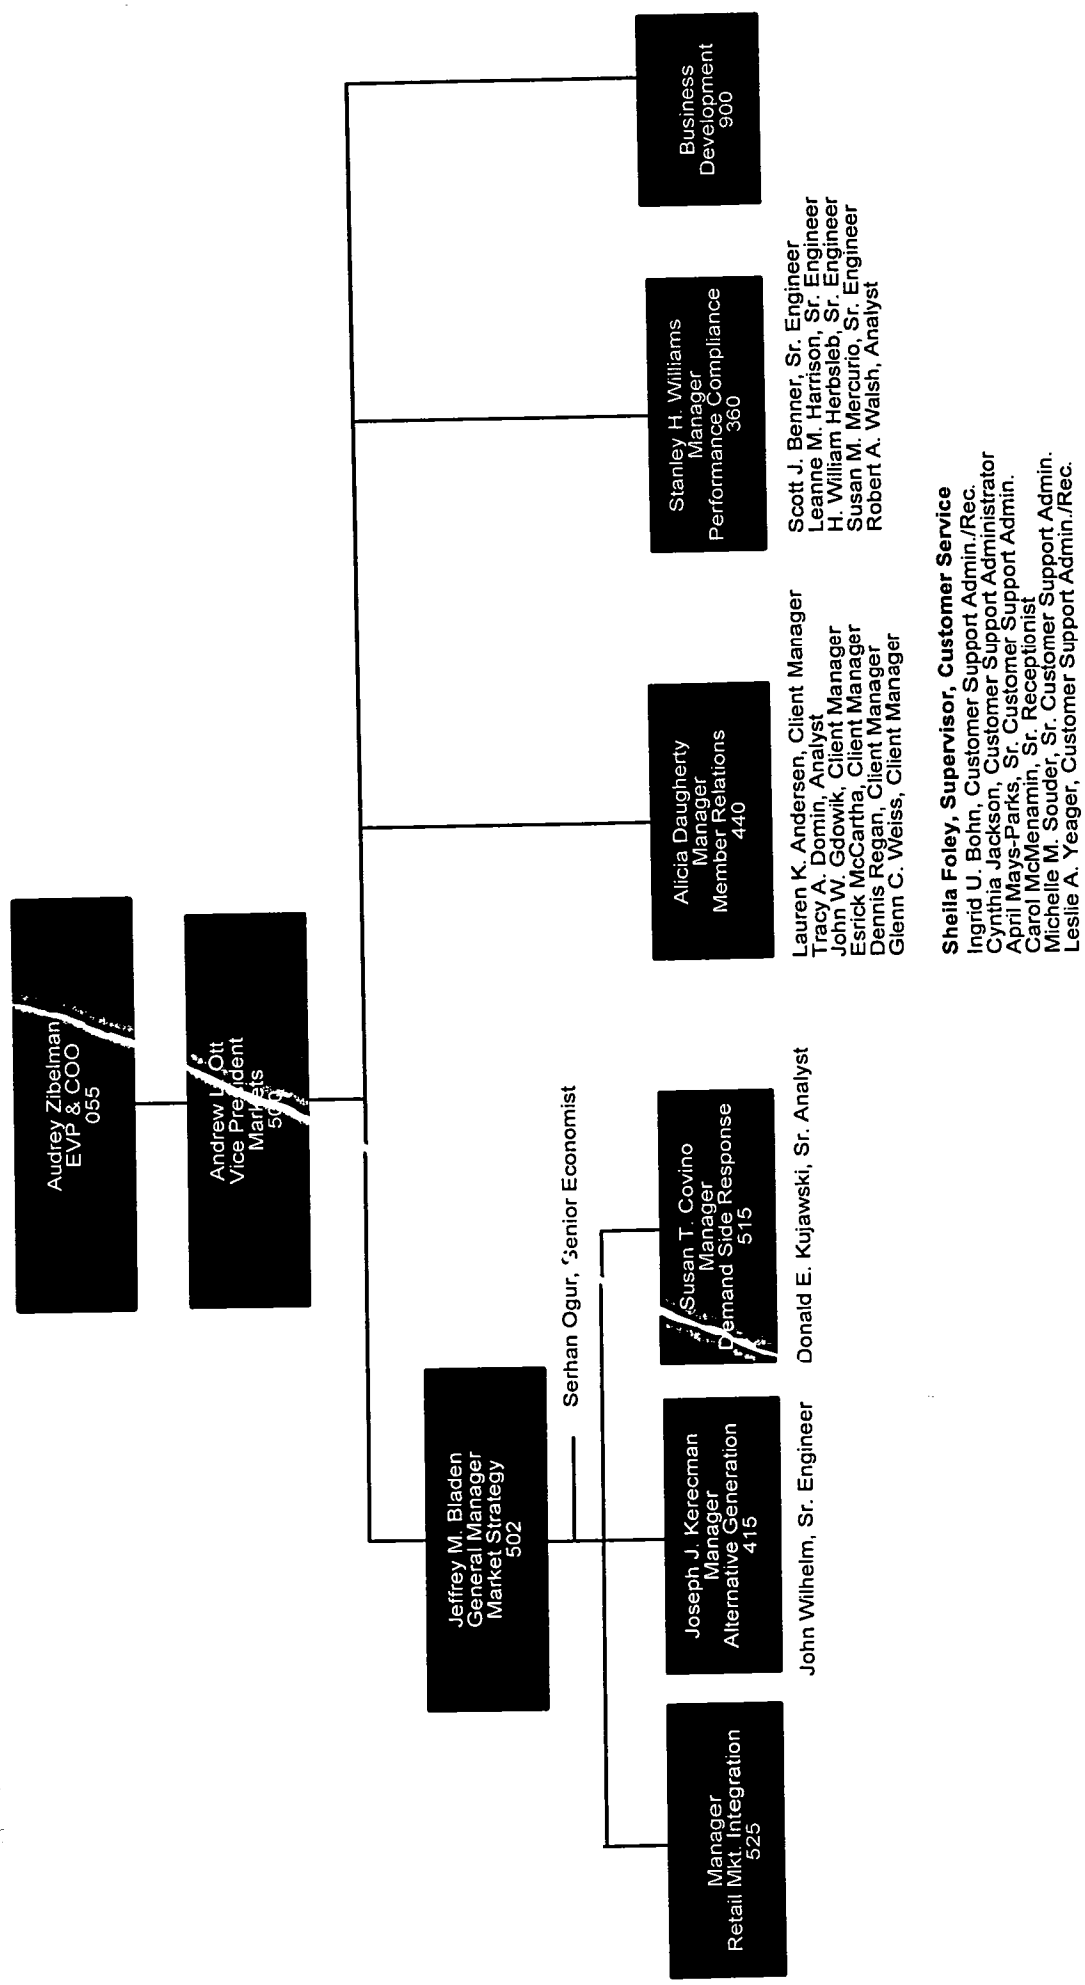 Audrey Zibelman
EVP & COO
055
Andrew L. Ott
Vice President
Markets
Jeffrey M. Bladen
General Manager
Market Strategy
502
Serhan Ogur, Senior Economist
Manager
Retail Mkt. Integration
525
Joseph J. Kerecman
Manager
Alternative Generation
415
John Wilhelm, Sr. Engineer
Susan T. Covino
Manager
Demand Side Response
515
Donald E. Kujawski, Sr. Analyst
Alicia Daugherty
Manager
Member Relations
440
Lauren K. Andersen, Client Manager
Tracy A. Domin, Analyst
John W. Gdowik, Client Manager
Esrick McCartha, Client Manager
Dennis Regan, Client Manager
Glenn C. Weiss, Client Manager
Sheila Foley, Supervisor, Customer Service
Ingrid U. Bohn, Customer Support Admin./Rec.
Cynthia Jackson, Customer Support Administrator
April Mays-Parks, Sr. Customer Support Admin.
Carol McMenamin, Sr. Receptionist
Michelle M. Souder, Sr. Customer Support Admin.
Leslie A. Yeager, Customer Support Admin./Rec.
Stanley H. Williams
Manager
Performance Compliance
360
Scott J. Benner, Sr. Engineer
Leanne M. Harrison, Sr. Engineer
H. William Herbsleb, Sr. Engineer
Susan M. Mercurio, Sr. Engineer
Robert A. Walsh, Analyst
Business
Development
900